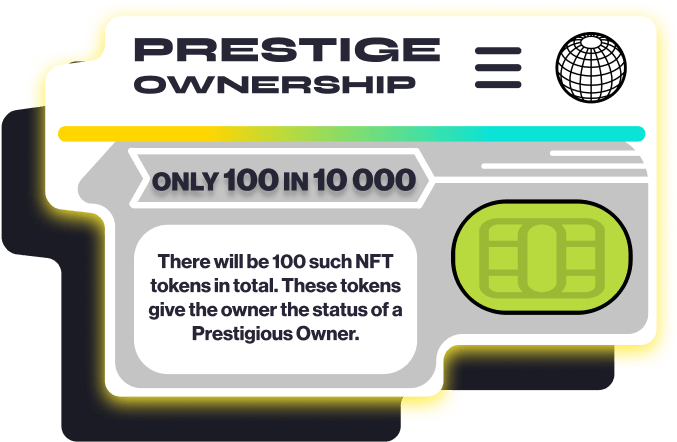 PRESTIGE
OWNERSHIP
ONLY 100 IN 10 000
There will be 100 such NFT
tokens in total. These tokens
give the owner the status of a
Prestigious Owner.